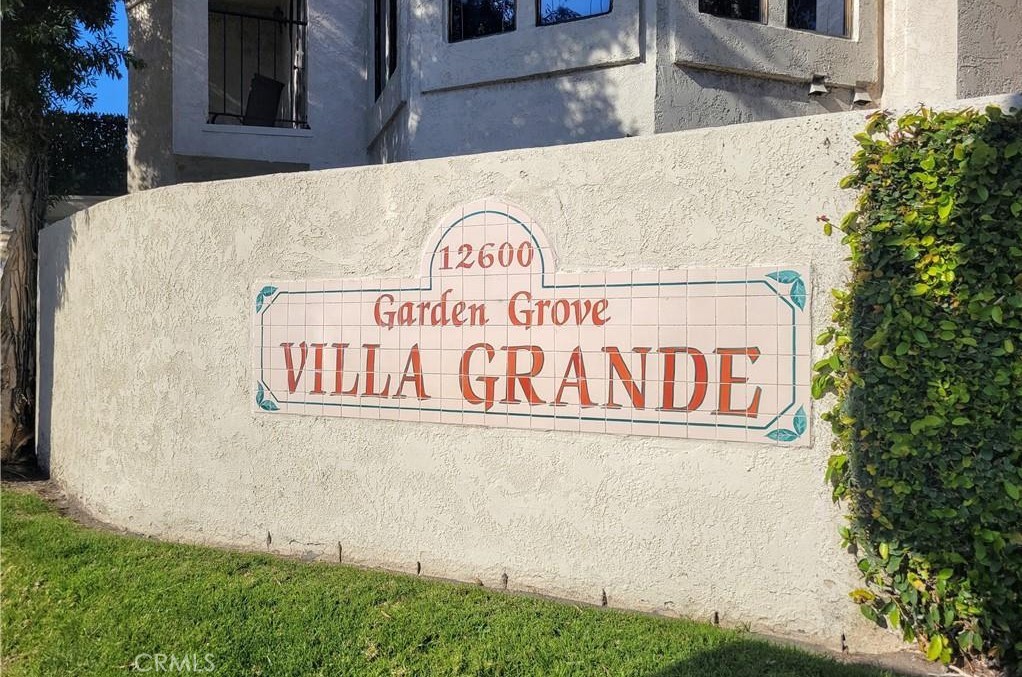 12600
Garden Grove
VILLA GRANDE
CRMLS